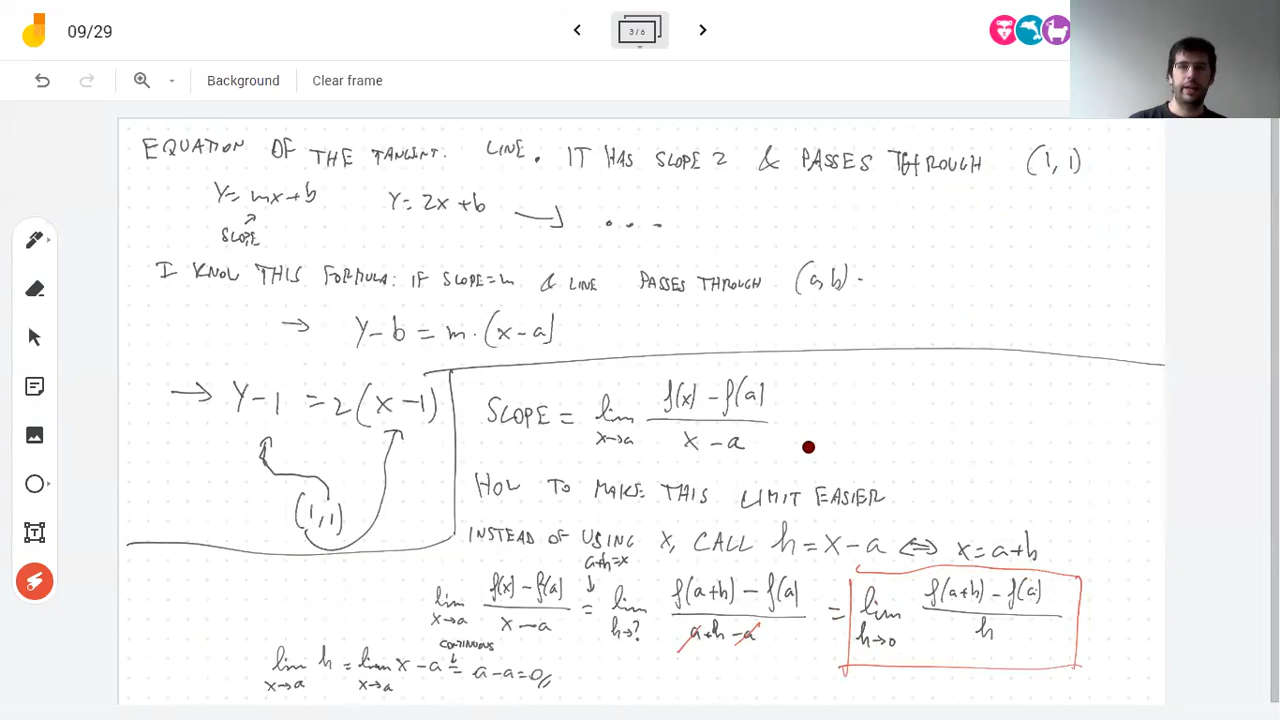 09/29
3/6
Background
Clear frame
EQUATION OF THE TANGENT. LINE. IT HAS SLOPE 2 & PASSES THROUGH (1,1)
Y=mx+b Y=2x+b → ...
SLOPE
I KNOW THIS FORMULA: IF SLOPE=m & LINE PASSES THROUGH (a,b).
→ Y-b = m·(x-a)
→ Y-1 = 2(x-1)
(1,1)
SLOPE = lim x→a f(x)-f(a) / x-a
HOW TO MAKE THIS LIMIT EASIER
INSTEAD OF USING x, CALL h=x-a ⇔ x=a+h
a+h=x
lim x→a f(x)-f(a) / x-a = lim h→? f(a+h)-f(a) / a+h-a = lim h→0 f(a+h)-f(a) / h
CONTINUOUS
lim x→a h = lim x→a x-a = a-a=0